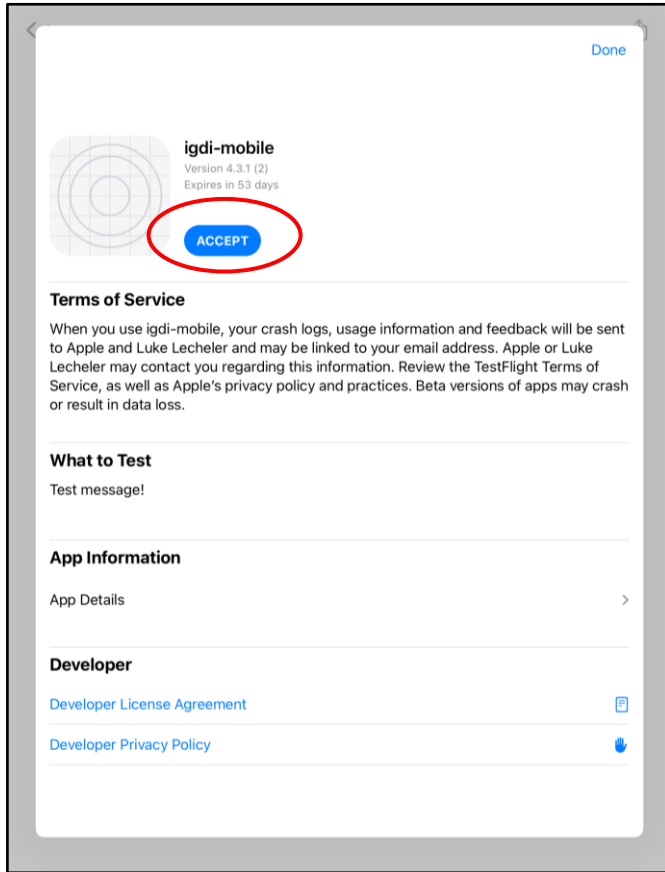 Done
igdi-mobile
Version 4.3.1 (2)
Expires in 53 days
ACCEPT
Terms of Service
When you use igdi-mobile, your crash logs, usage information and feedback will be sent
to Apple and Luke Lecheler and may be linked to your email address. Apple or Luke
Lecheler may contact you regarding this information. Review the TestFlight Terms of
Service, as well as Apple's privacy policy and practices. Beta versions of apps may crash
or result in data loss.
What to Test
Test message!
App Information
App Details
Developer
Developer License Agreement
Developer Privacy Policy